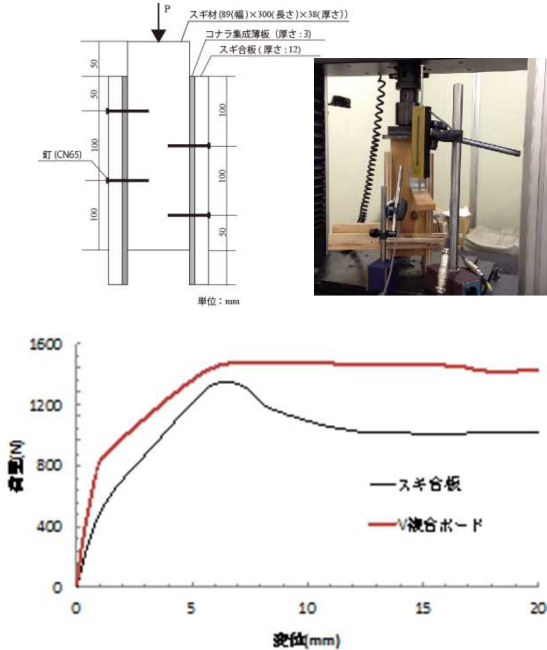 P
スギ材(89(幅)×300(長さ)×38(厚さ))
コナラ集成薄板（厚さ:3)
スギ合板(厚さ:12)
50
50
100
100
100
100
50
釘(CN65)
単位：mm
1600
1200
800
400
0
荷重(N)
スギ合板
V複合ボード
0
5
10
15
20
変位(mm)